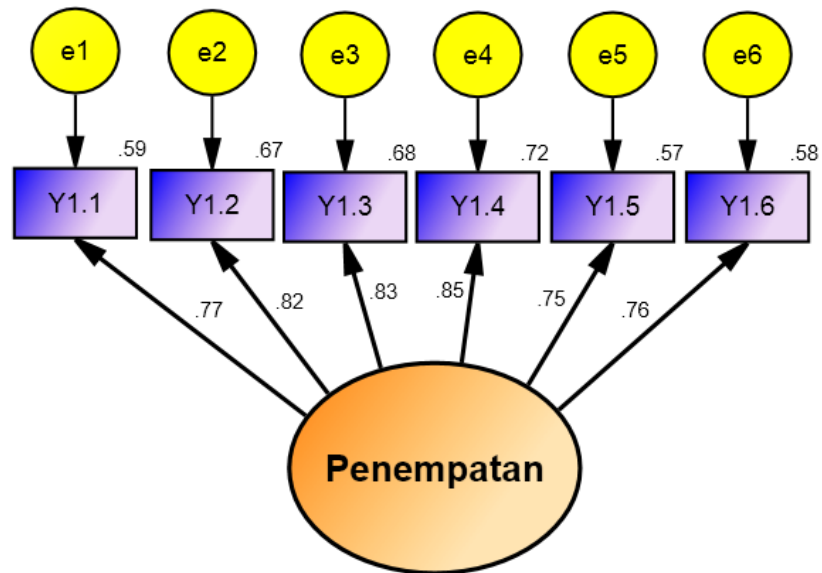 e1 e2 e3 e4 e5 e6
.59 .67 .68 .72 .57 .58
Y1.1 Y1.2 Y1.3 Y1.4 Y1.5 Y1.6
.77 .82 .83 .85 .75 .76
Penempatan